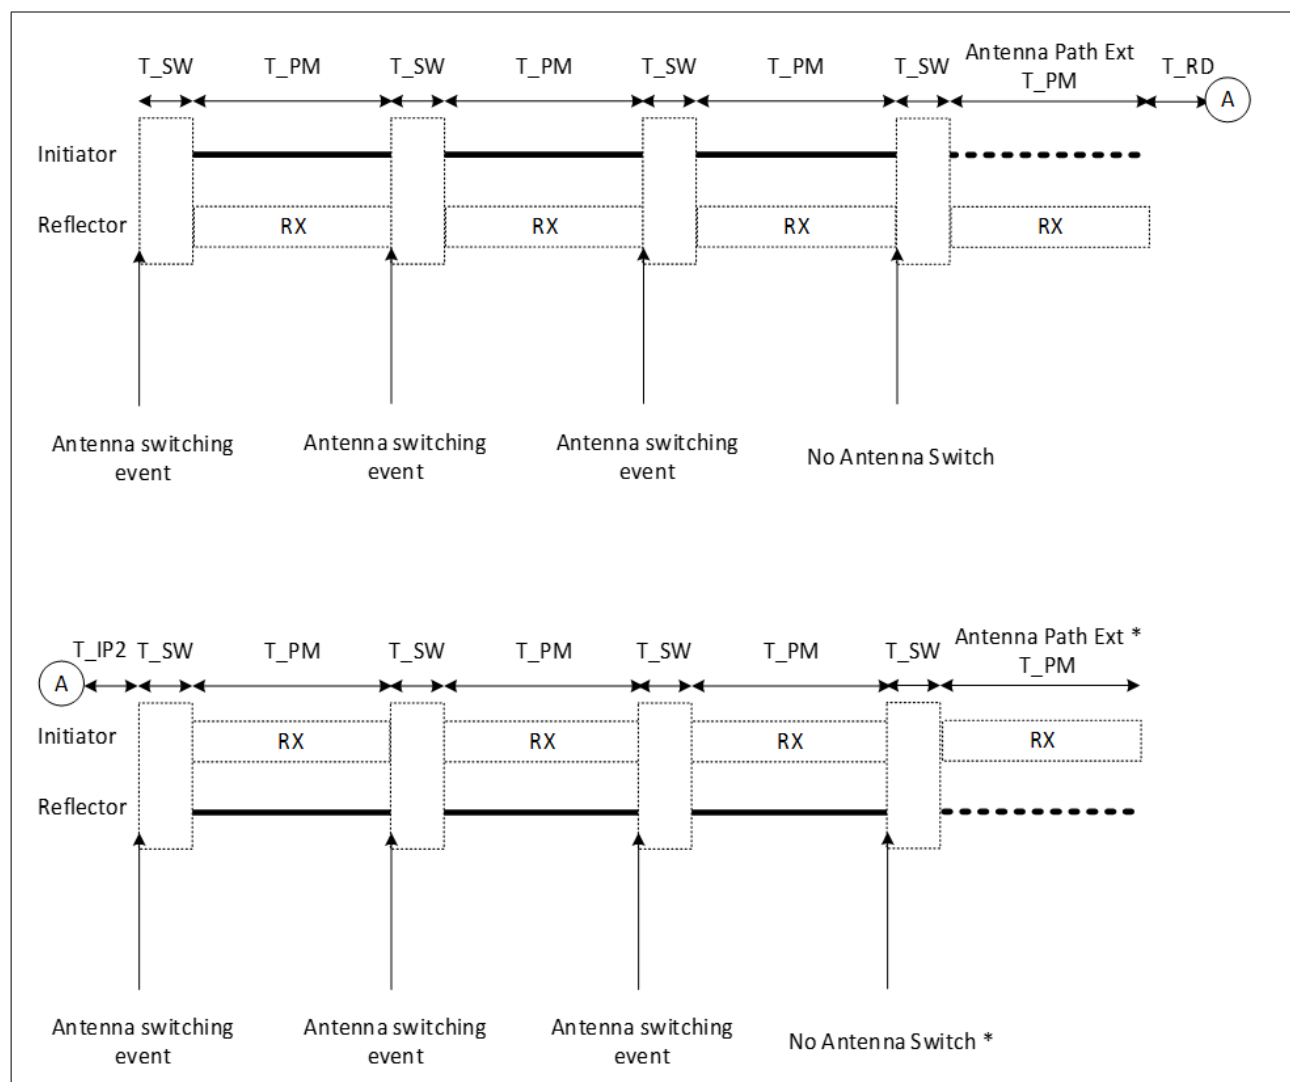 Antenna Path Ext
T_SW T_PM T_SW T_PM T_SW T_PM T_SW T_PM T_RD
A
Initiator
Reflector RX RX RX RX
Antenna switching
event
Antenna switching
event
Antenna switching
event
No Antenna Switch
Antenna Path Ext *
T_IP2 T_SW T_PM T_SW T_PM T_SW T_PM T_SW T_PM
A
Initiator RX RX RX RX
Reflector
Antenna switching
event
Antenna switching
event
Antenna switching
event
No Antenna Switch *